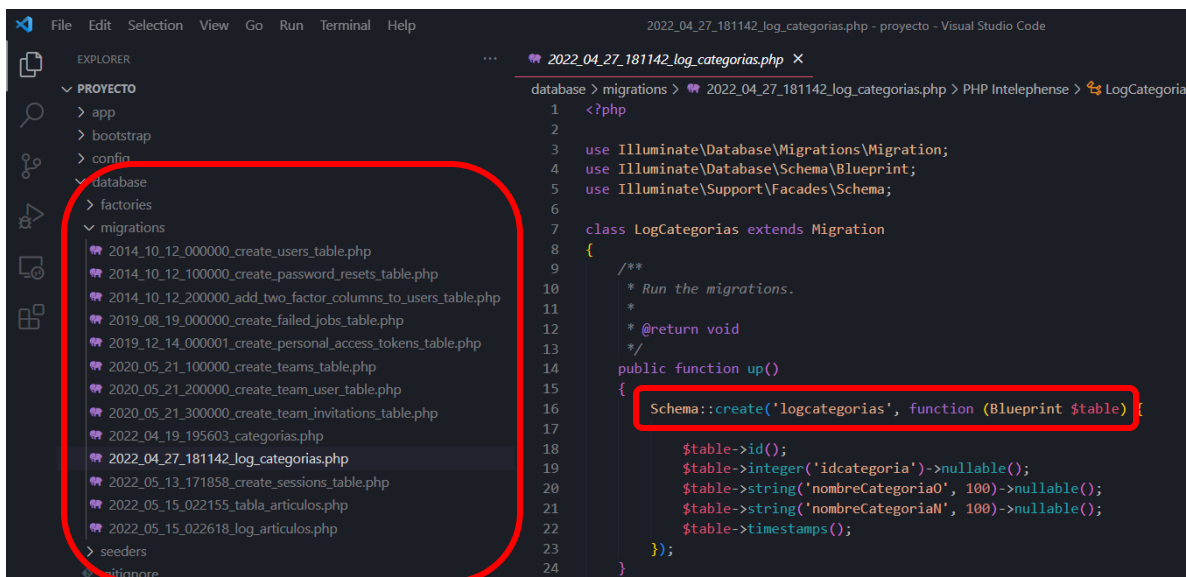 File Edit Selection View Go Run Terminal Help
2022_04_27_181142_log_categorias.php - proyecto - Visual Studio Code
EXPLORER
PROYECTO
app
bootstrap
config
database
factories
migrations
2014_10_12_000000_create_users_table.php
2014_10_12_100000_create_password_resets_table.php
2014_10_12_200000_add_two_factor_columns_to_users_table.php
2019_08_19_000000_create_failed_jobs_table.php
2019_12_14_000001_create_personal_access_tokens_table.php
2020_05_21_100000_create_teams_table.php
2020_05_21_200000_create_team_user_table.php
2020_05_21_300000_create_team_invitations_table.php
2022_04_19_195603_categorias.php
2022_04_27_181142_log_categorias.php
2022_05_13_171858_create_sessions_table.php
2022_05_15_022155_tabla_articulos.php
2022_05_15_022618_log_articulos.php
seeders
.gitignore
2022_04_27_181142_log_categorias.php
database > migrations > 2022_04_27_181142_log_categorias.php > PHP Intelephense > LogCategoria
1 <?php
2
3 use Illuminate\Database\Migrations\Migration;
4 use Illuminate\Database\Schema\Blueprint;
5 use Illuminate\Support\Facades\Schema;
6
7 class LogCategorias extends Migration
8 {
9 /**
10 * Run the migrations.
11 *
12 * @return void
13 */
14 public function up()
15 {
16 Schema::create('logcategorias', function (Blueprint $table) {
17
18 $table->id();
19 $table->integer('idcategoria')->nullable();
20 $table->string('nombreCategoriaO', 100)->nullable();
21 $table->string('nombreCategoriaN', 100)->nullable();
22 $table->timestamps();
23 });
24 }